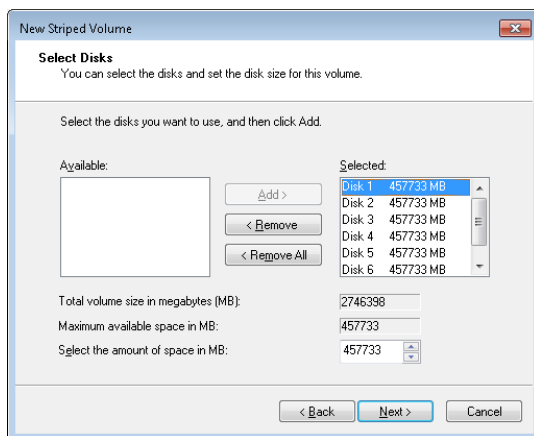 New Striped Volume
Select Disks
You can select the disks and set the disk size for this volume.
Select the disks you want to use, and then click Add.
Available:
Selected:
Add >
< Remove
< Remove All
Disk 1 457733 MB
Disk 2 457733 MB
Disk 3 457733 MB
Disk 4 457733 MB
Disk 5 457733 MB
Disk 6 457733 MB
Total volume size in megabytes (MB): 2746398
Maximum available space in MB: 457733
Select the amount of space in MB: 457733
< Back Next > Cancel